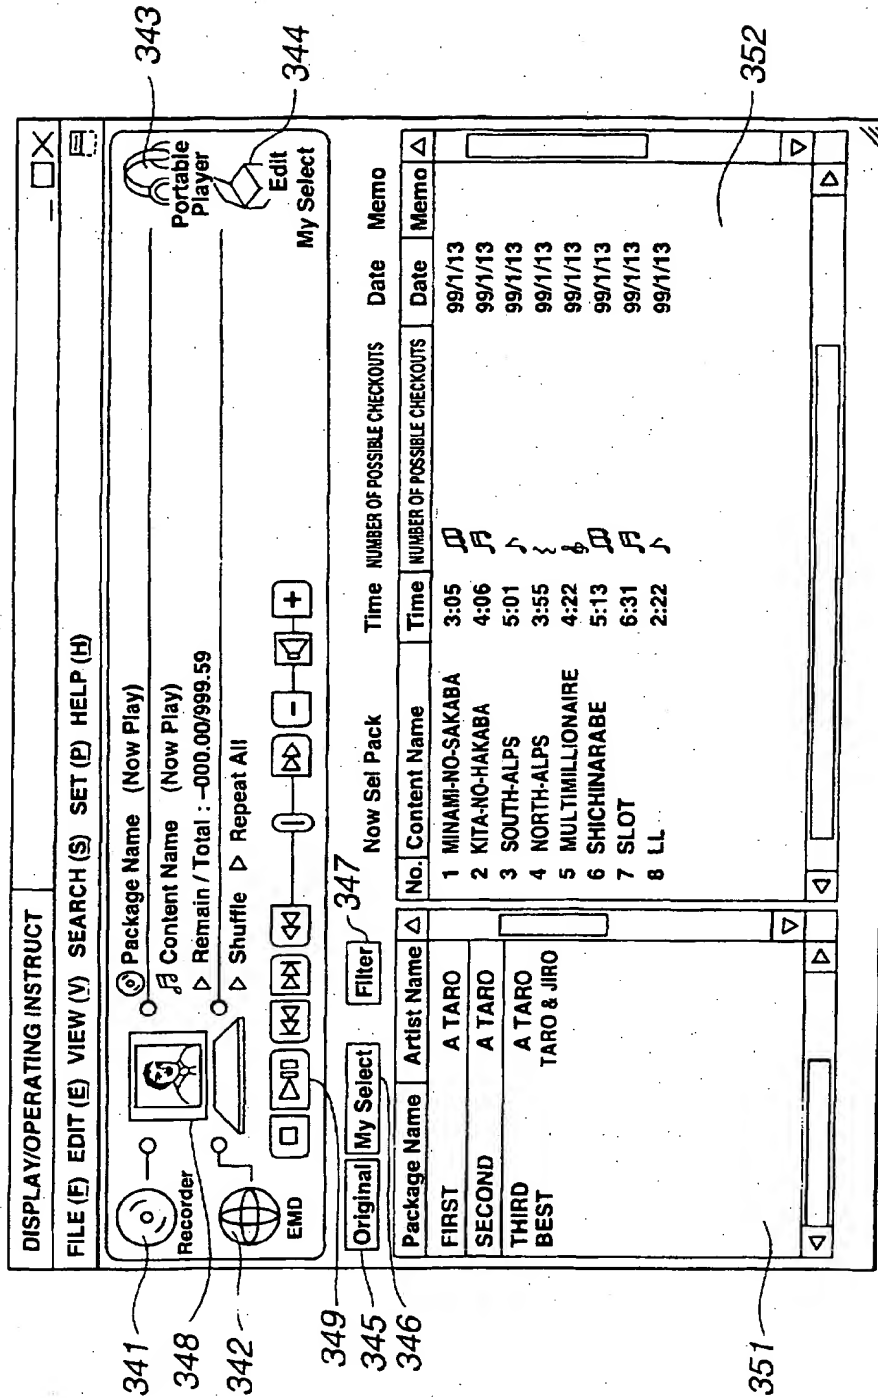 DISPLAY/OPERATING INSTRUCT
FILE (F) EDIT (E) VIEW (V) SEARCH (S) SET (P) HELP (H)
341
348
342
349
345
346
351
343
344
352
347
Recorder
EMD
Package Name (Now Play)
Content Name (Now Play)
Remain / Total : –000.00/999.59
Shuffle Repeat All
Portable
Player
Edit
My Select
Original My Select Filter
Now Sel Pack Time NUMBER OF POSSIBLE CHECKOUTS Date Memo
Package Name Artist Name
FIRST A TARO
SECOND A TARO
THIRD A TARO
BEST TARO & JIRO
No. Content Name Time NUMBER OF POSSIBLE CHECKOUTS Date Memo
1 MINAMI-NO-SAKABA 3:05 99/1/13
2 KITA-NO-HAKABA 4:06 99/1/13
3 SOUTH-ALPS 5:01 99/1/13
4 NORTH-ALPS 3:55 99/1/13
5 MULTIMILLIONAIRE 4:22 99/1/13
6 SHICHINARABE 5:13 99/1/13
7 SLOT 6:31 99/1/13
8 LL 2:22 99/1/13